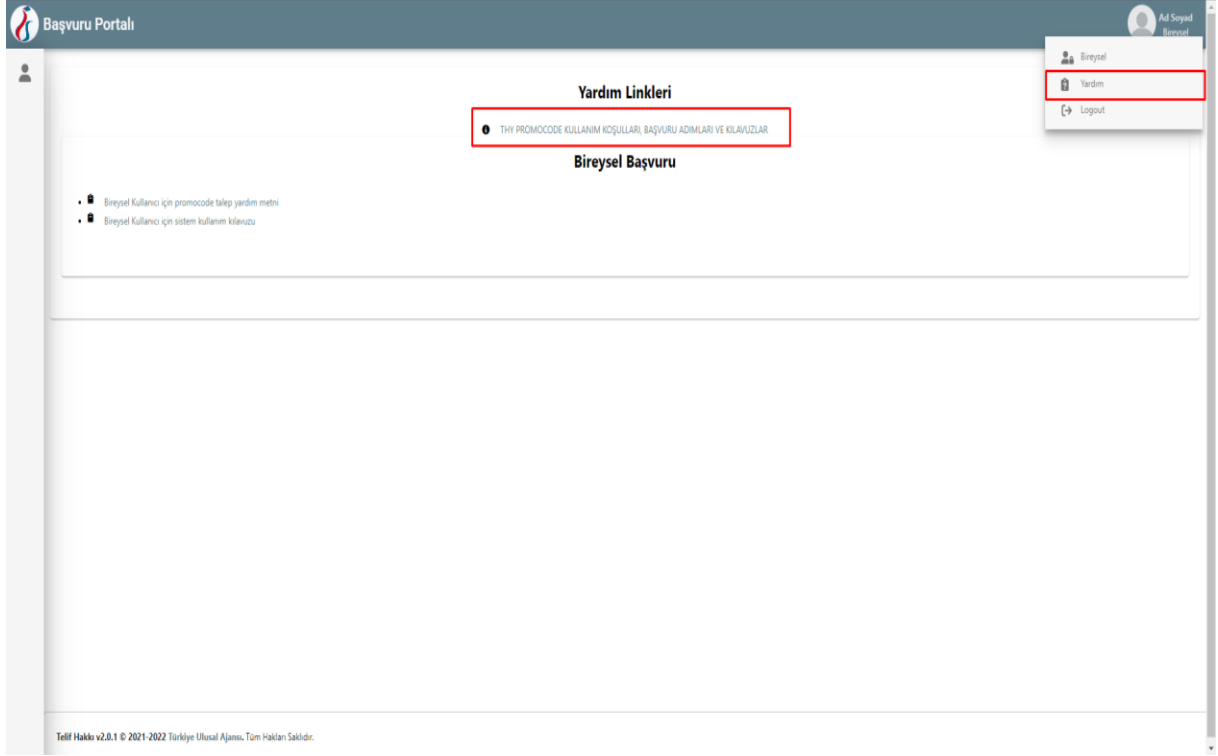 Başvuru Portalı
Ad Soyad
Bireysel
Bireysel
Yardım
Logout
Yardım Linkleri
THY PROMOCODE KULLANIM KOŞULLARI, BAŞVURU ADIMLARI VE KILAVUZLAR
Bireysel Başvuru
Bireysel Kullanıcı için promocode talep yardım metni
Bireysel Kullanıcı için sistem kullanım kılavuzu
Telif Hakkı v2.0.1 © 2021-2022 Türkiye Ulusal Ajansı. Tüm Hakları Saklıdır.